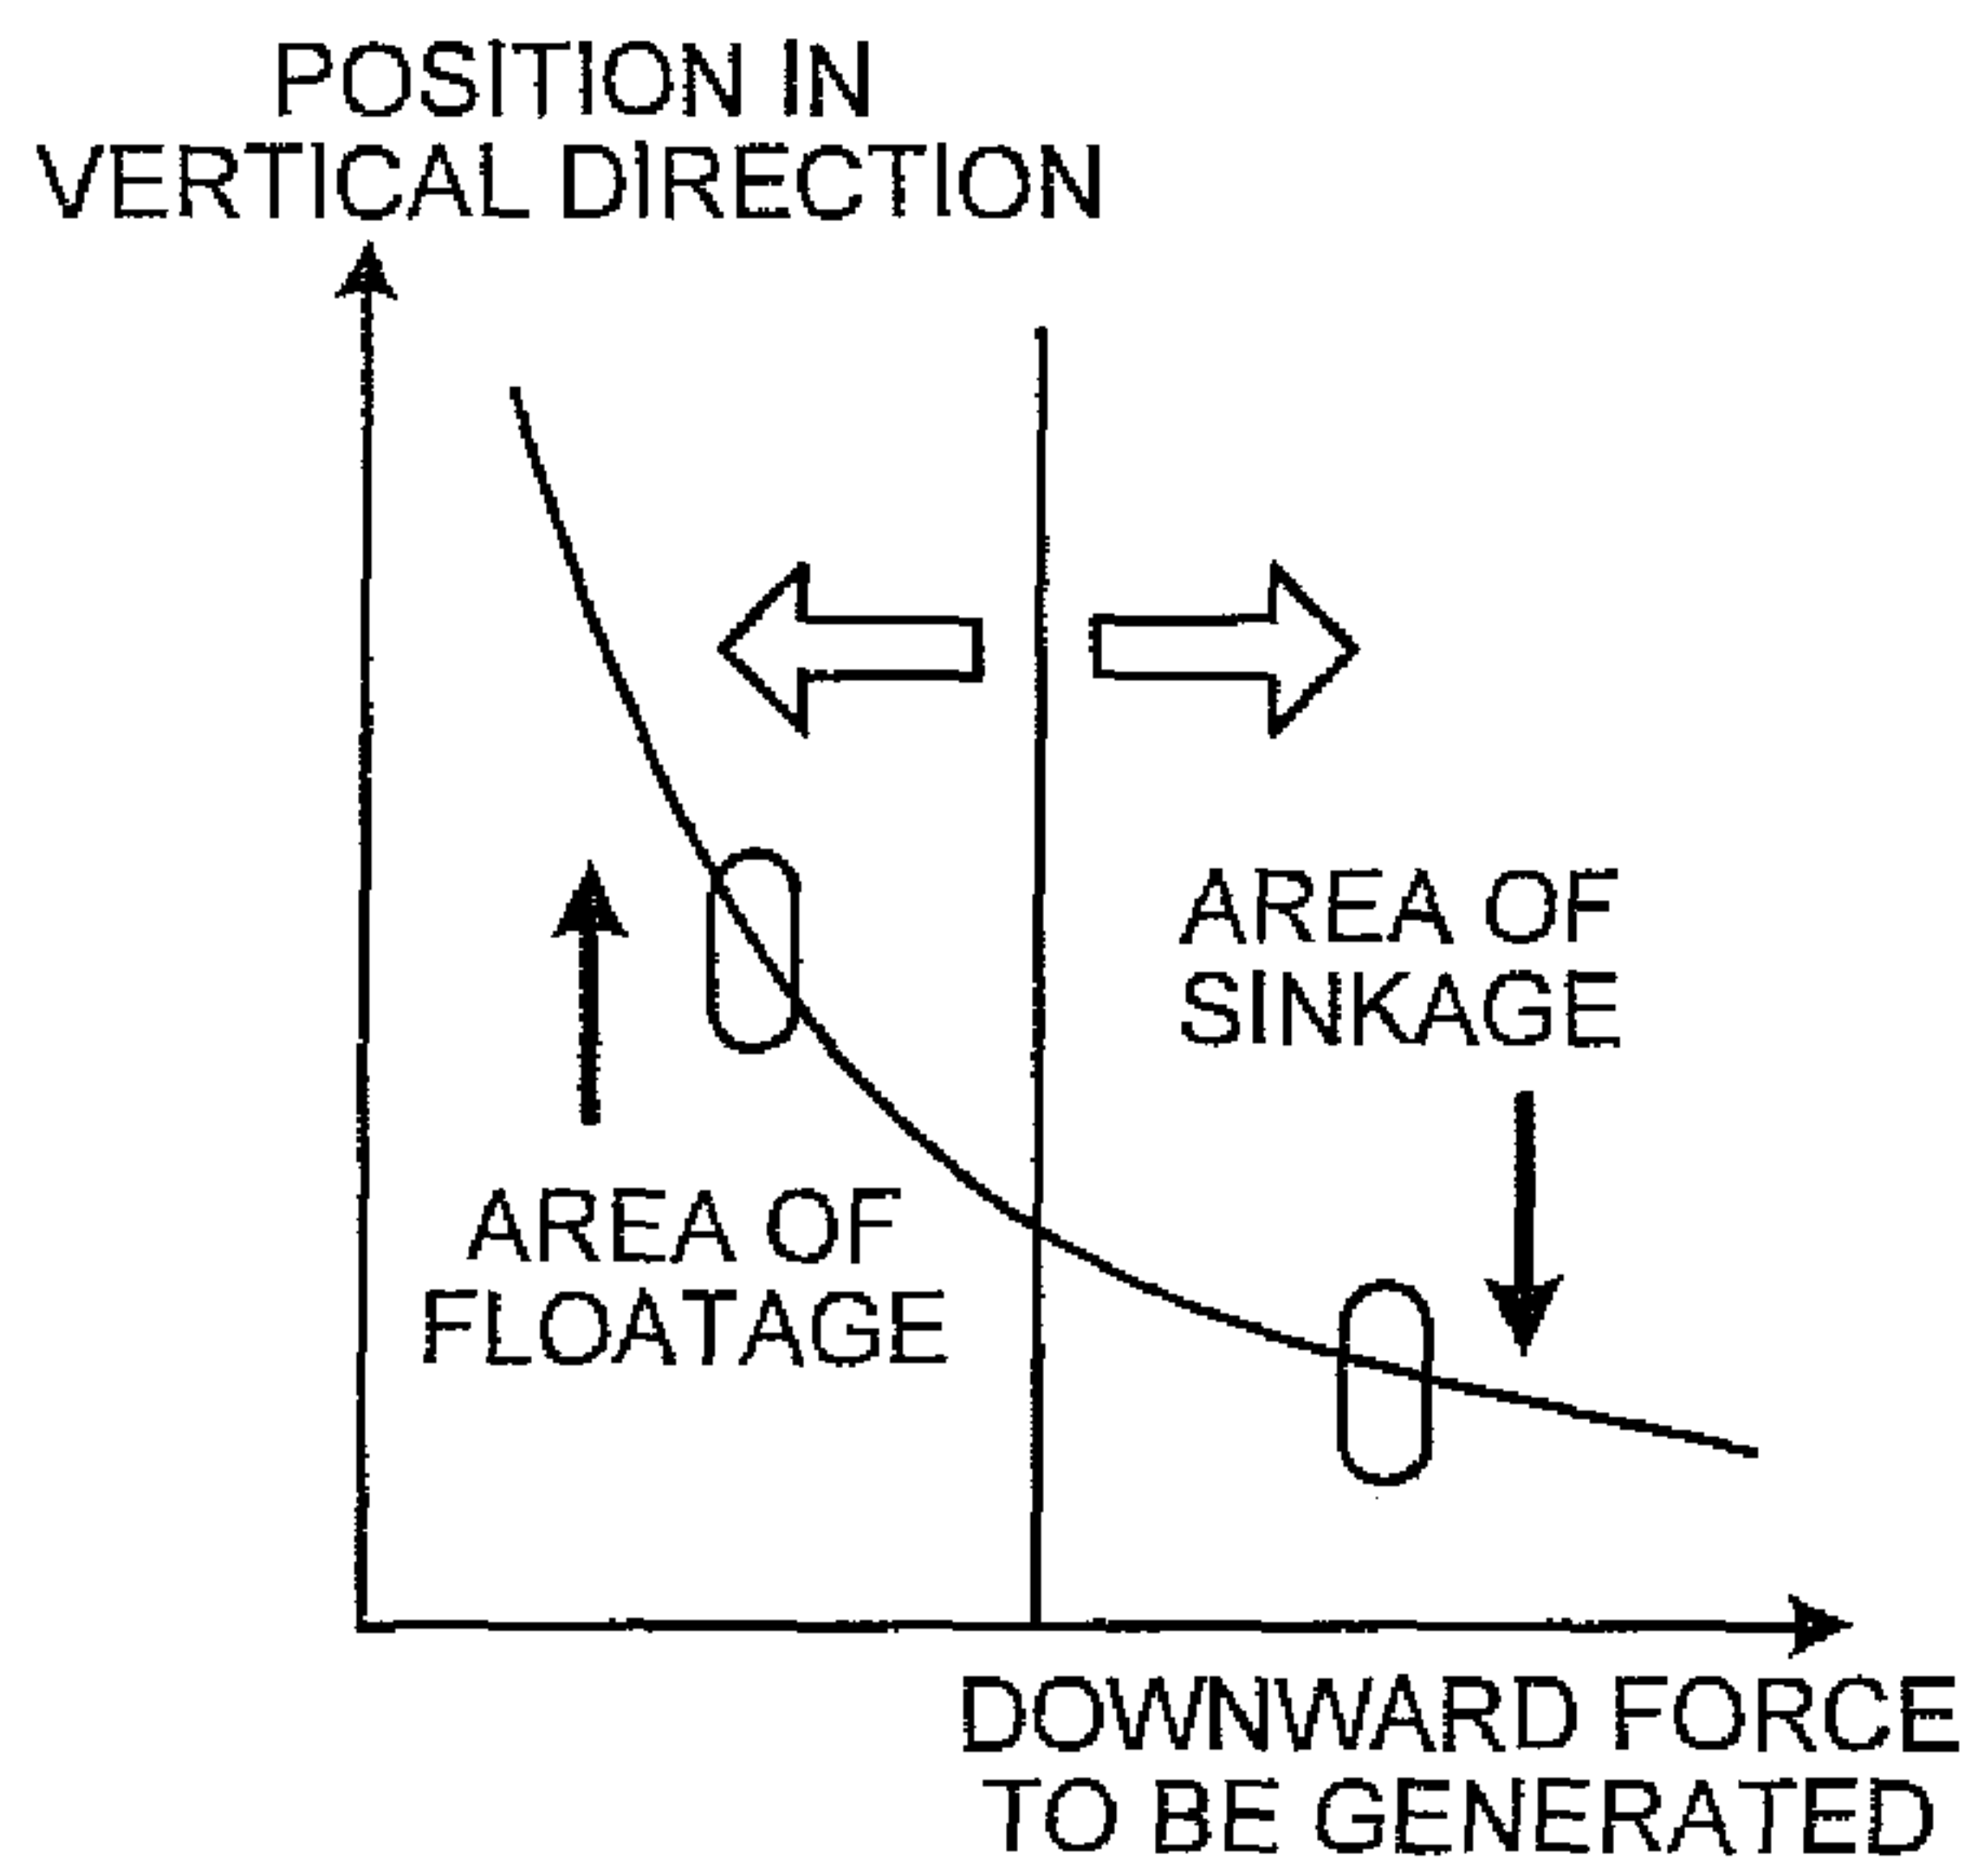 POSITION IN
VERTICAL DIRECTION
AREA OF
SINKAGE
AREA OF
FLOATAGE
DOWNWARD FORCE
TO BE GENERATED